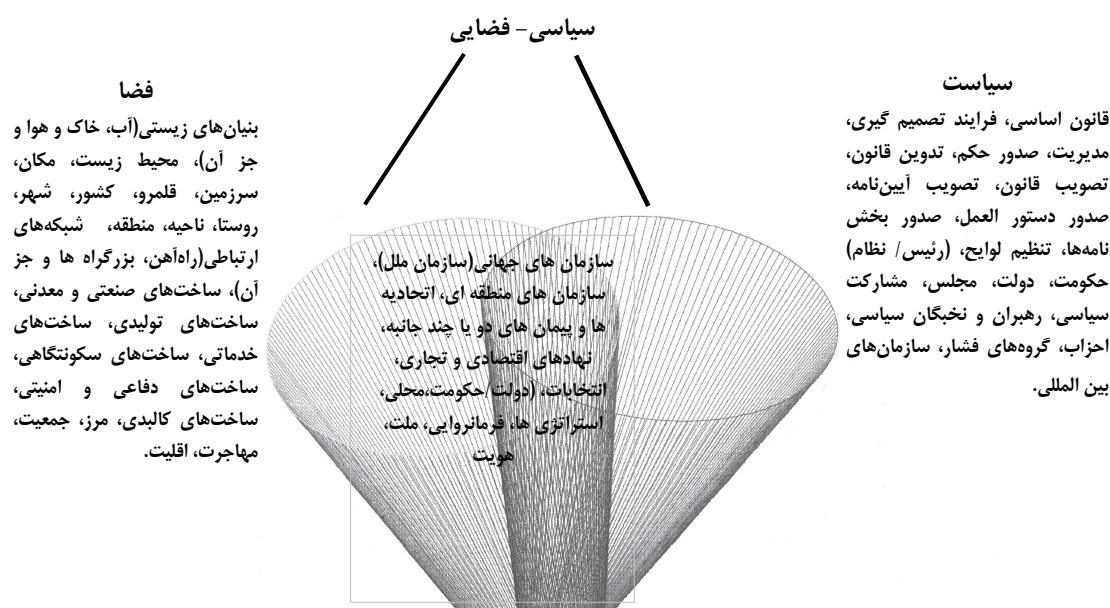 سیاسی- فضایی
سیاست
قانون اساسی، فرایند تصمیم گیری،
مدیریت، صدور حکم، تدوین قانون،
تصویب قانون، تصویب آیین‌نامه،
صدور دستور العمل، صدور بخش
نامه‌ها، تنظیم لوایح، (رئیس/ نظام)
حکومت، دولت، مجلس، مشارکت
سیاسی، رهبران و نخبگان سیاسی،
احزاب، گروه‌های فشار، سازمان‌های
بین المللی.
سازمان های جهانی(سازمان ملل)،
سازمان های منطقه ای، اتحادیه
ها و پیمان های دو یا چند جانبه،
نهادهای اقتصادی و تجاری،
انتخابات، (دولت/حکومت،محلی،
استراتژی ها، فرمانروایی، ملت،
هویت
فضا
بنیان‌های زیستی(آب، خاک و هوا و
جز آن)، محیط زیست، مکان،
سرزمین، قلمرو، کشور، شهر،
روستا، ناحیه، منطقه، شبکه‌های
ارتباطی(راه‌آهن، بزرگراه ها و جز
آن)، ساخت‌های صنعتی و معدنی،
ساخت‌های تولیدی، ساخت‌های
خدماتی، ساخت‌های سکونتگاهی،
ساخت‌های دفاعی و امنیتی،
ساخت‌های کالبدی، مرز، جمعیت،
مهاجرت، اقلیت.